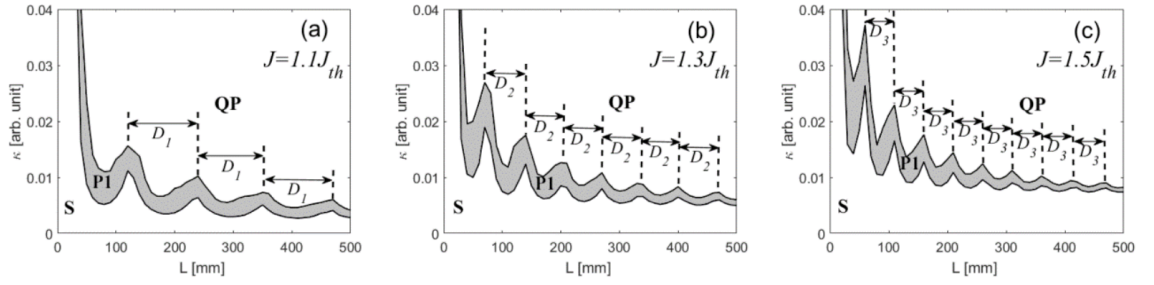 (a)
J=1.1J_th
QP
D_1
D_1
D_1
P1
S
0.04
0.03
0.02
0.01
0
0 100 200 300 400 500
κ [arb. unit]
L [mm]
(b)
J=1.3J_th
QP
D_2
D_2
D_2
D_2
D_2
D_2
P1
S
0.04
0.03
0.02
0.01
0
0 100 200 300 400 500
κ [arb. unit]
L [mm]
(c)
J=1.5J_th
QP
D_3
D_3
D_3
D_3
D_3
D_3
D_3
D_3
P1
S
0.04
0.03
0.02
0.01
0
0 100 200 300 400 500
κ [arb. unit]
L [mm]